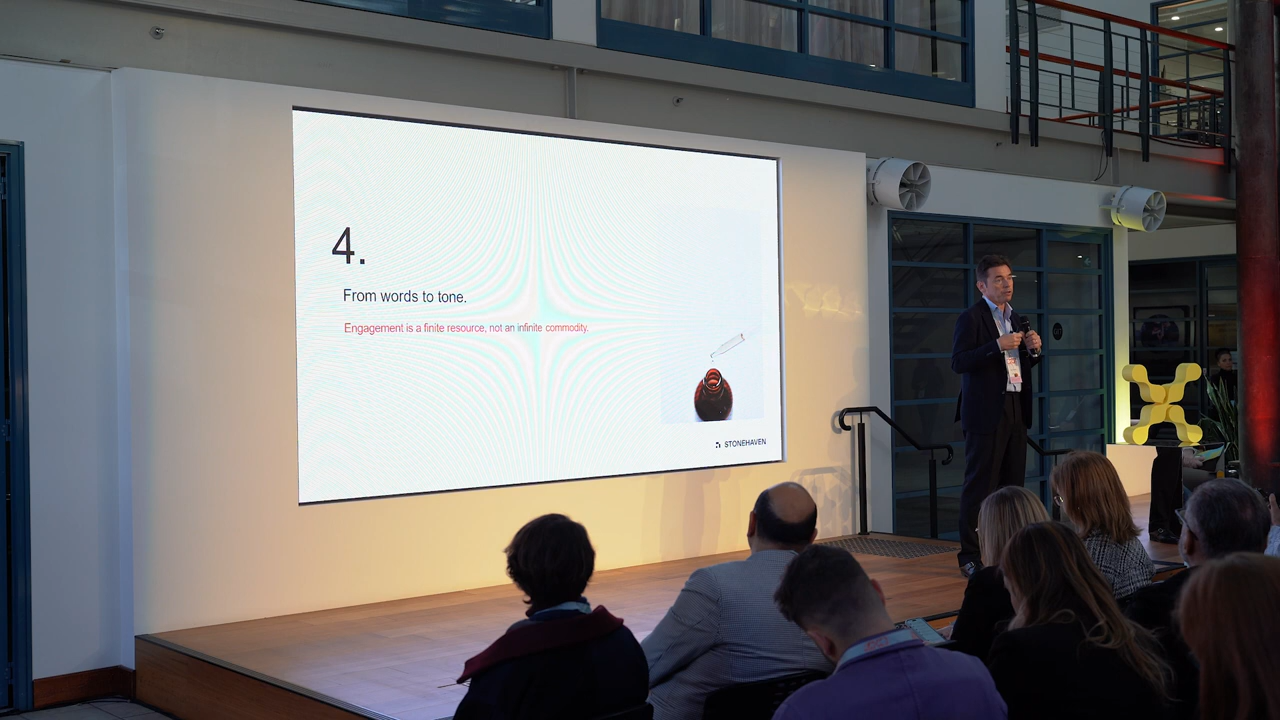 4.
From words to tone.
Engagement is a finite resource, not an infinite commodity.
STONEHAVEN